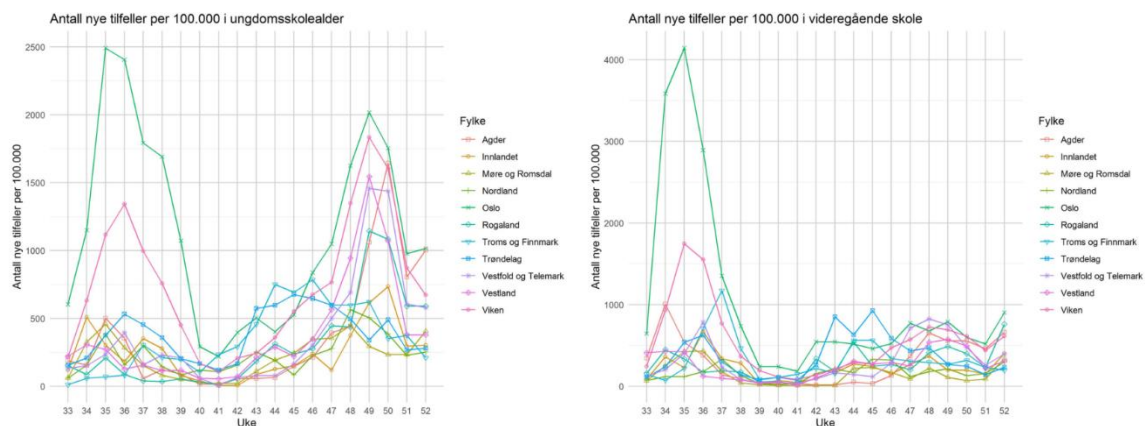 Antall nye tilfeller per 100.000 i ungdomsskolealder
2500
2000
1500
1000
500
0
Antall nye tilfeller per 100.000
33 34 35 36 37 38 39 40 41 42 43 44 45 46 47 48 49 50 51 52
Uke
Fylke
Agder
Innlandet
Møre og Romsdal
Nordland
Oslo
Rogaland
Troms og Finnmark
Trøndelag
Vestfold og Telemark
Vestland
Viken
Antall nye tilfeller per 100.000 i videregående skole
4000
3000
2000
1000
0
Antall nye tilfeller per 100.000
33 34 35 36 37 38 39 40 41 42 43 44 45 46 47 48 49 50 51 52
Uke
Fylke
Agder
Innlandet
Møre og Romsdal
Nordland
Oslo
Rogaland
Troms og Finnmark
Trøndelag
Vestfold og Telemark
Vestland
Viken